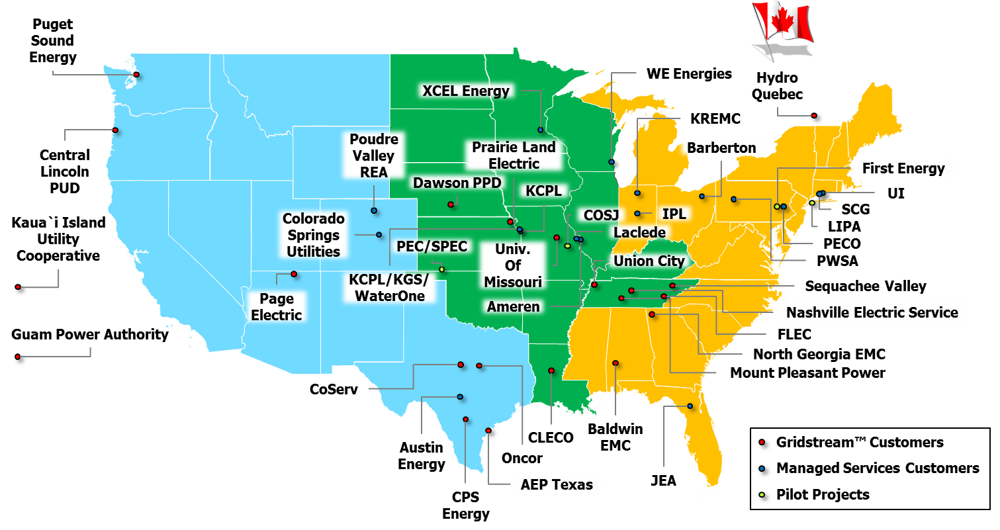 Puget
Sound
Energy
WE Energies
Hydro
Quebec
XCEL Energy
KREMC
Poudre
Valley
REA
Prairie Land
Electric
Barberton
Central
Lincoln
PUD
First Energy
Dawson PPD
KCPL
UI
Kaua`i Island
Utility
Cooperative
Colorado
Springs
Utilities
COSJ
IPL
SCG
LIPA
Laclede
PEC/SPEC
Univ.
Of
Missouri
PECO
Union City
PWSA
KCPL/KGS/
WaterOne
Page
Electric
Ameren
Sequachee Valley
Nashville Electric Service
Guam Power Authority
FLEC
North Georgia EMC
Mount Pleasant Power
CoServ
Austin
Energy
CLECO
Baldwin
EMC
Oncor
AEP Texas
JEA
CPS
Energy
Gridstream™ Customers
Managed Services Customers
Pilot Projects